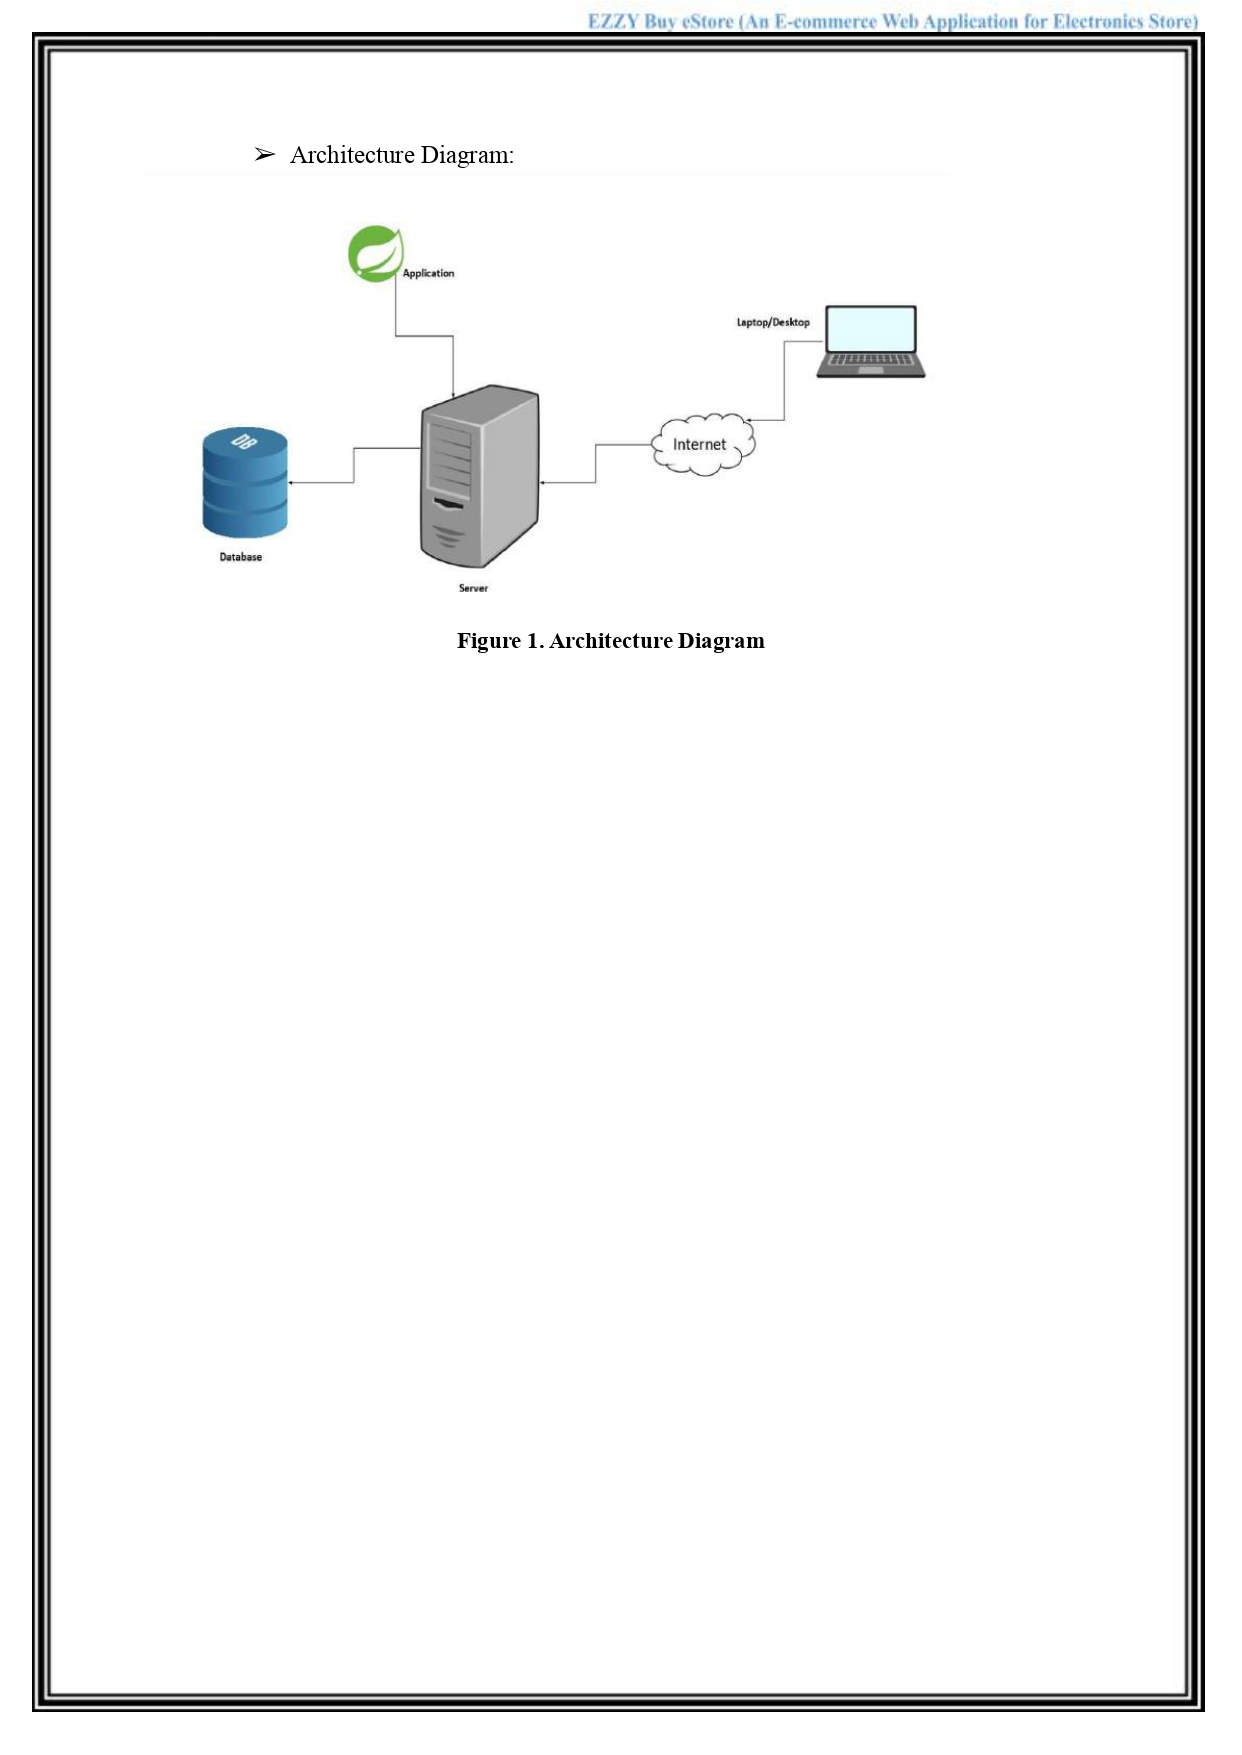 EZZY Buy eStore (An E-commerce Web Application for Electronics Store)
➢ Architecture Diagram:
Application
Laptop/Desktop
Internet
DB
Database
Server
Figure 1. Architecture Diagram